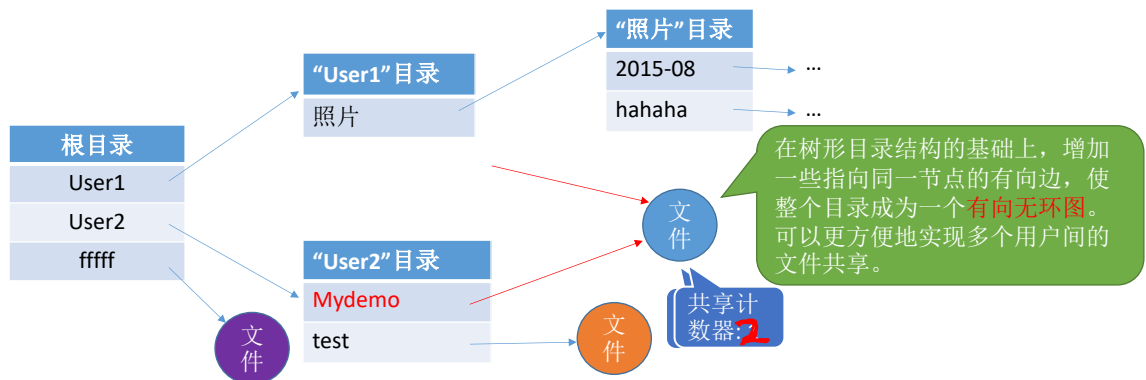 “照片”目录
2015-08
...
hahaha
...
“User1”目录
照片
根目录
User1
User2
fffff
文
件
在树形目录结构的基础上，增加
一些指向同一节点的有向边，使
整个目录成为一个有向无环图。
可以更方便地实现多个用户间的
文件共享。
文
件
“User2”目录
Mydemo
test
共享计
数器:2
文
件